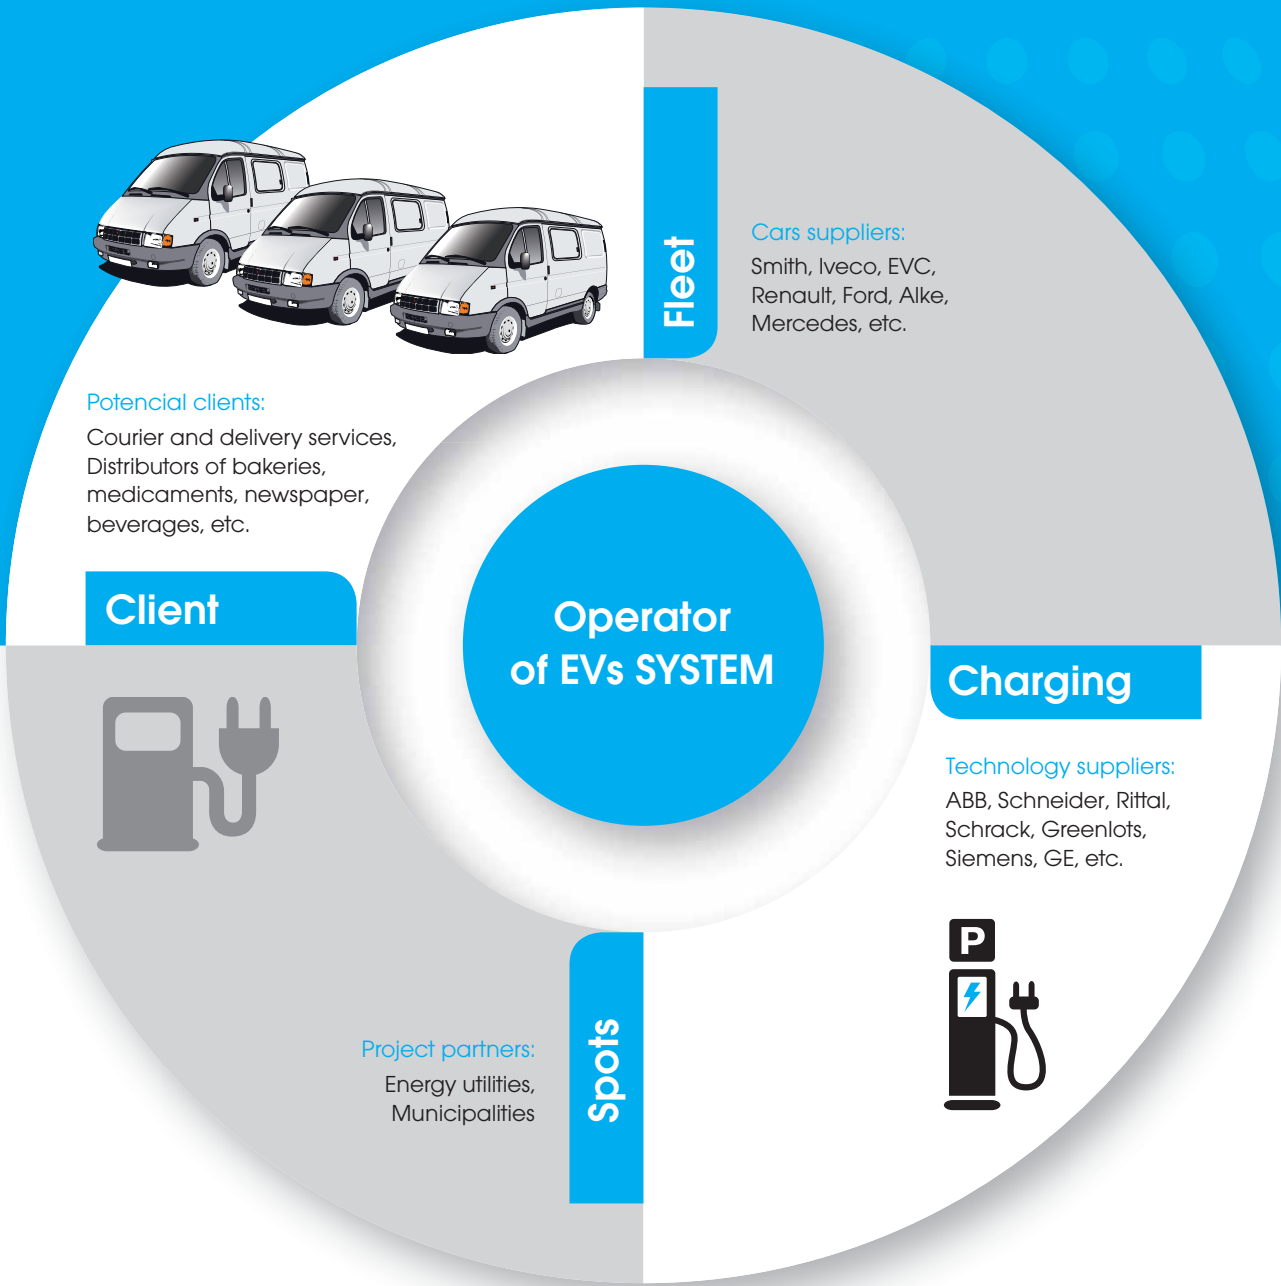 Fleet
Cars suppliers:
Smith, Iveco, EVC,
Renault, Ford, Alke,
Mercedes, etc.
Potencial clients:
Courier and delivery services,
Distributors of bakeries,
medicaments, newspaper,
beverages, etc.
Client
Operator
of EVs SYSTEM
Charging
Technology suppliers:
ABB, Schneider, Rittal,
Schrack, Greenlots,
Siemens, GE, etc.
P
Spots
Project partners:
Energy utilities,
Municipalities